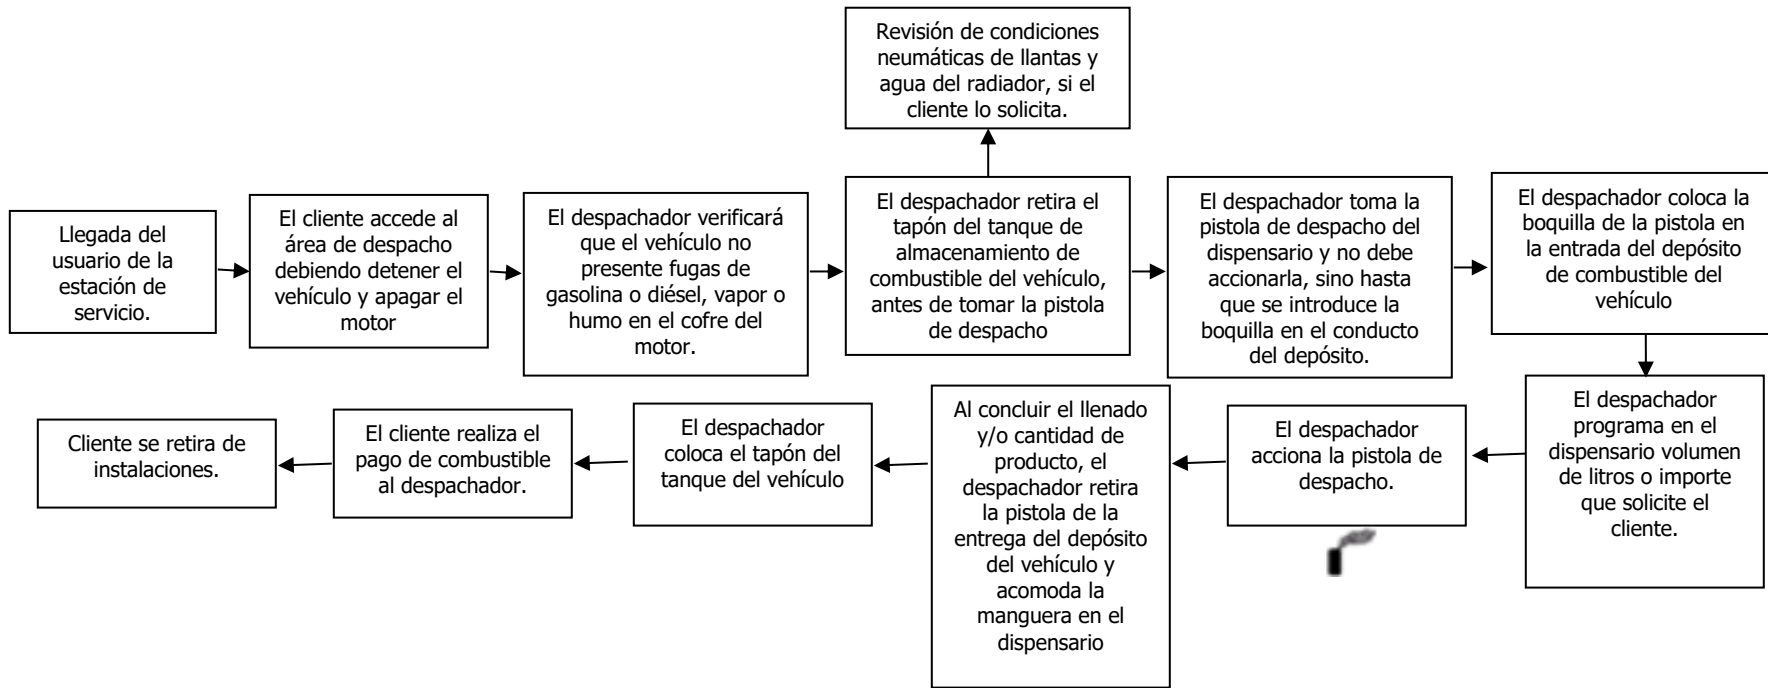 Revisión de condiciones
neumáticas de llantas y
agua del radiador, si el
cliente lo solicita.
Llegada del
usuario de la
estación de
servicio.
El cliente accede al
área de despacho
debiendo detener el
vehículo y apagar el
motor
El despachador verificará
que el vehículo no
presente fugas de
gasolina o diésel, vapor o
humo en el cofre del
motor.
El despachador retira el
tapón del tanque de
almacenamiento de
combustible del vehículo,
antes de tomar la pistola
de despacho
El despachador toma la
pistola de despacho del
dispensario y no debe
accionarla, sino hasta
que se introduce la
boquilla en el conducto
del depósito.
El despachador coloca la
boquilla de la pistola en
la entrada del depósito
de combustible del
vehículo
El despachador
programa en el
dispensario volumen
de litros o importe
que solicite el
cliente.
El despachador
acciona la pistola de
despacho.
Al concluir el llenado
y/o cantidad de
producto, el
despachador retira
la pistola de la
entrega del depósito
del vehículo y
acomoda la
manguera en el
dispensario
El despachador
coloca el tapón del
tanque del vehículo
El cliente realiza el
pago de combustible
al despachador.
Cliente se retira de
instalaciones.